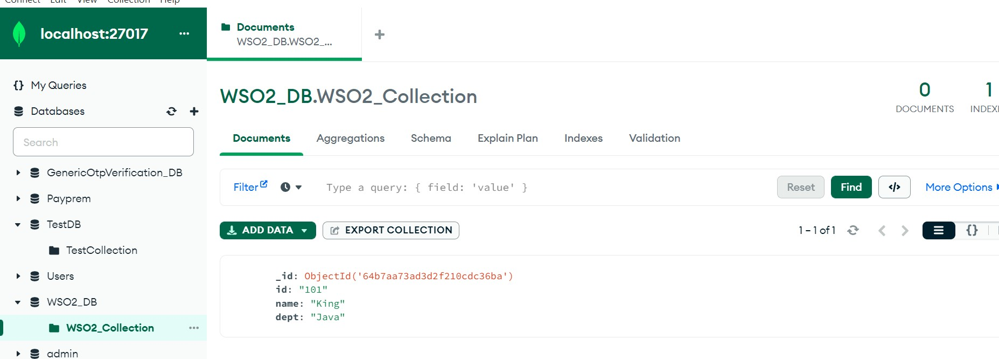 Connect Edit View Collection Help
localhost:27017
Documents
WSO2_DB.WSO2_...
{} My Queries
Databases
Search
GenericOtpVerification_DB
Payprem
TestDB
TestCollection
Users
WSO2_DB
WSO2_Collection
admin
WSO2_DB.WSO2_Collection
0
DOCUMENTS
1
INDEXE
Documents Aggregations Schema Explain Plan Indexes Validation
Filter Type a query: { field: 'value' } Reset Find </> More Options
ADD DATA EXPORT COLLECTION 1 – 1 of 1 {}
_id: ObjectId('64b7aa73ad3d2f210cdc36ba')
id: "101"
name: "King"
dept: "Java"